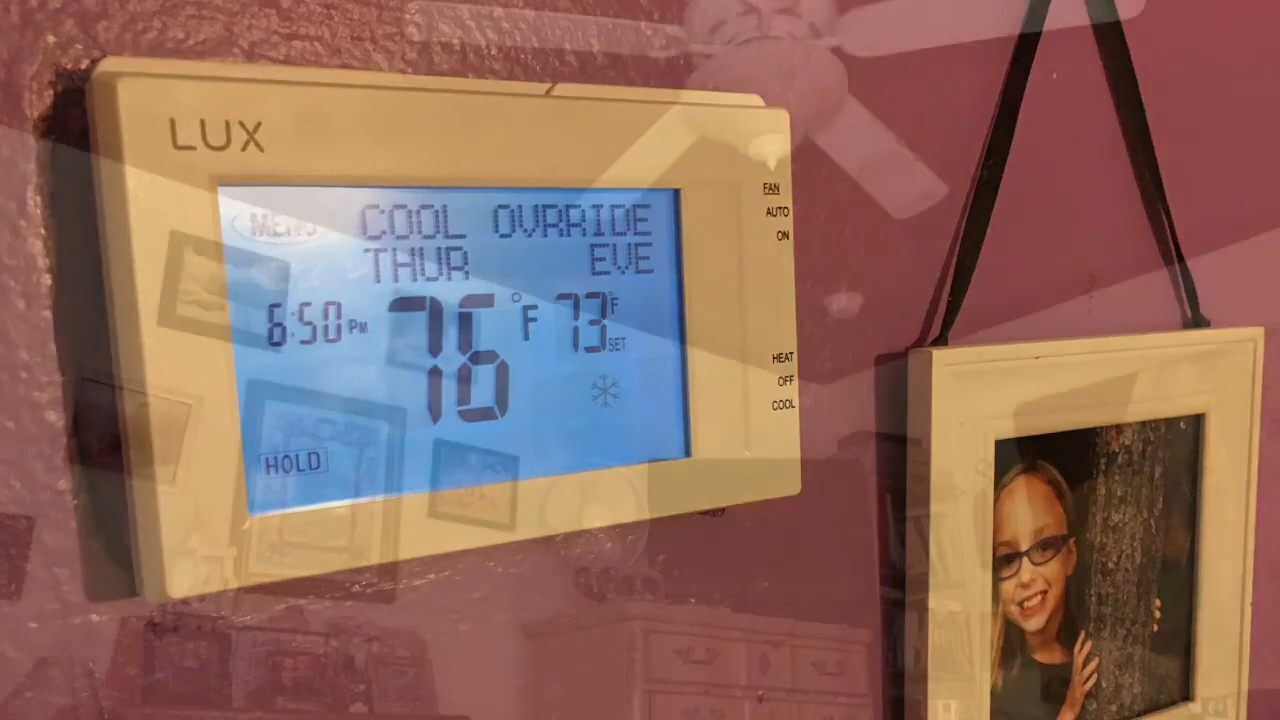 LUX
MENU
COOL OVRRIDE
THUR EVE
6:50 PM 76 °F 73 °F
SET
HOLD
FAN
AUTO
ON
HEAT
OFF
COOL